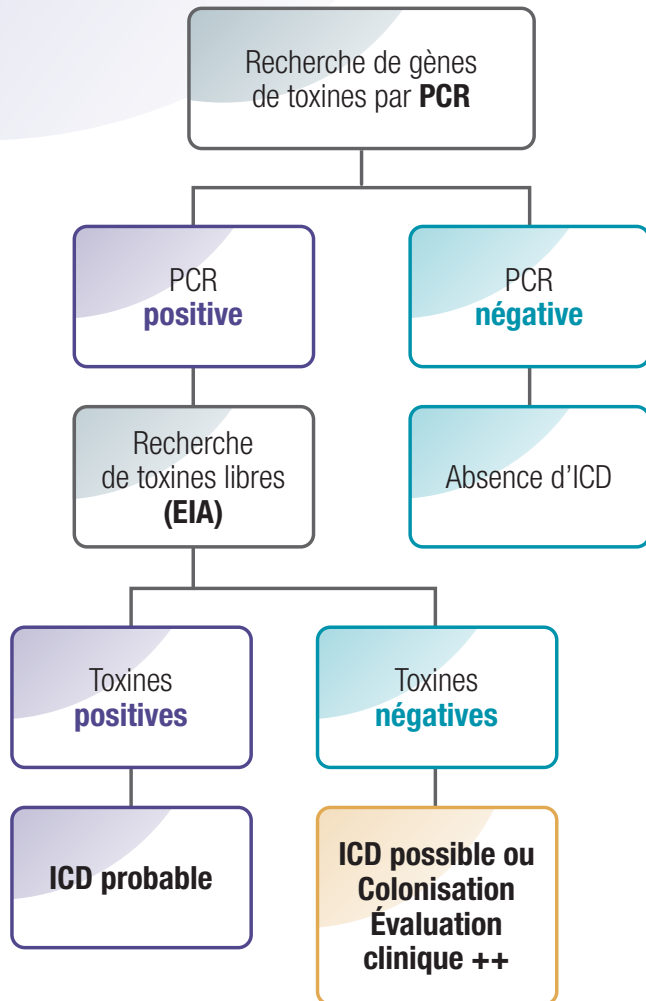 Recherche de gènes
de toxines par PCR
PCR
positive
PCR
négative
Recherche
de toxines libres
(EIA)
Absence d'ICD
Toxines
positives
Toxines
négatives
ICD probable
ICD possible ou
Colonisation
Évaluation
clinique ++